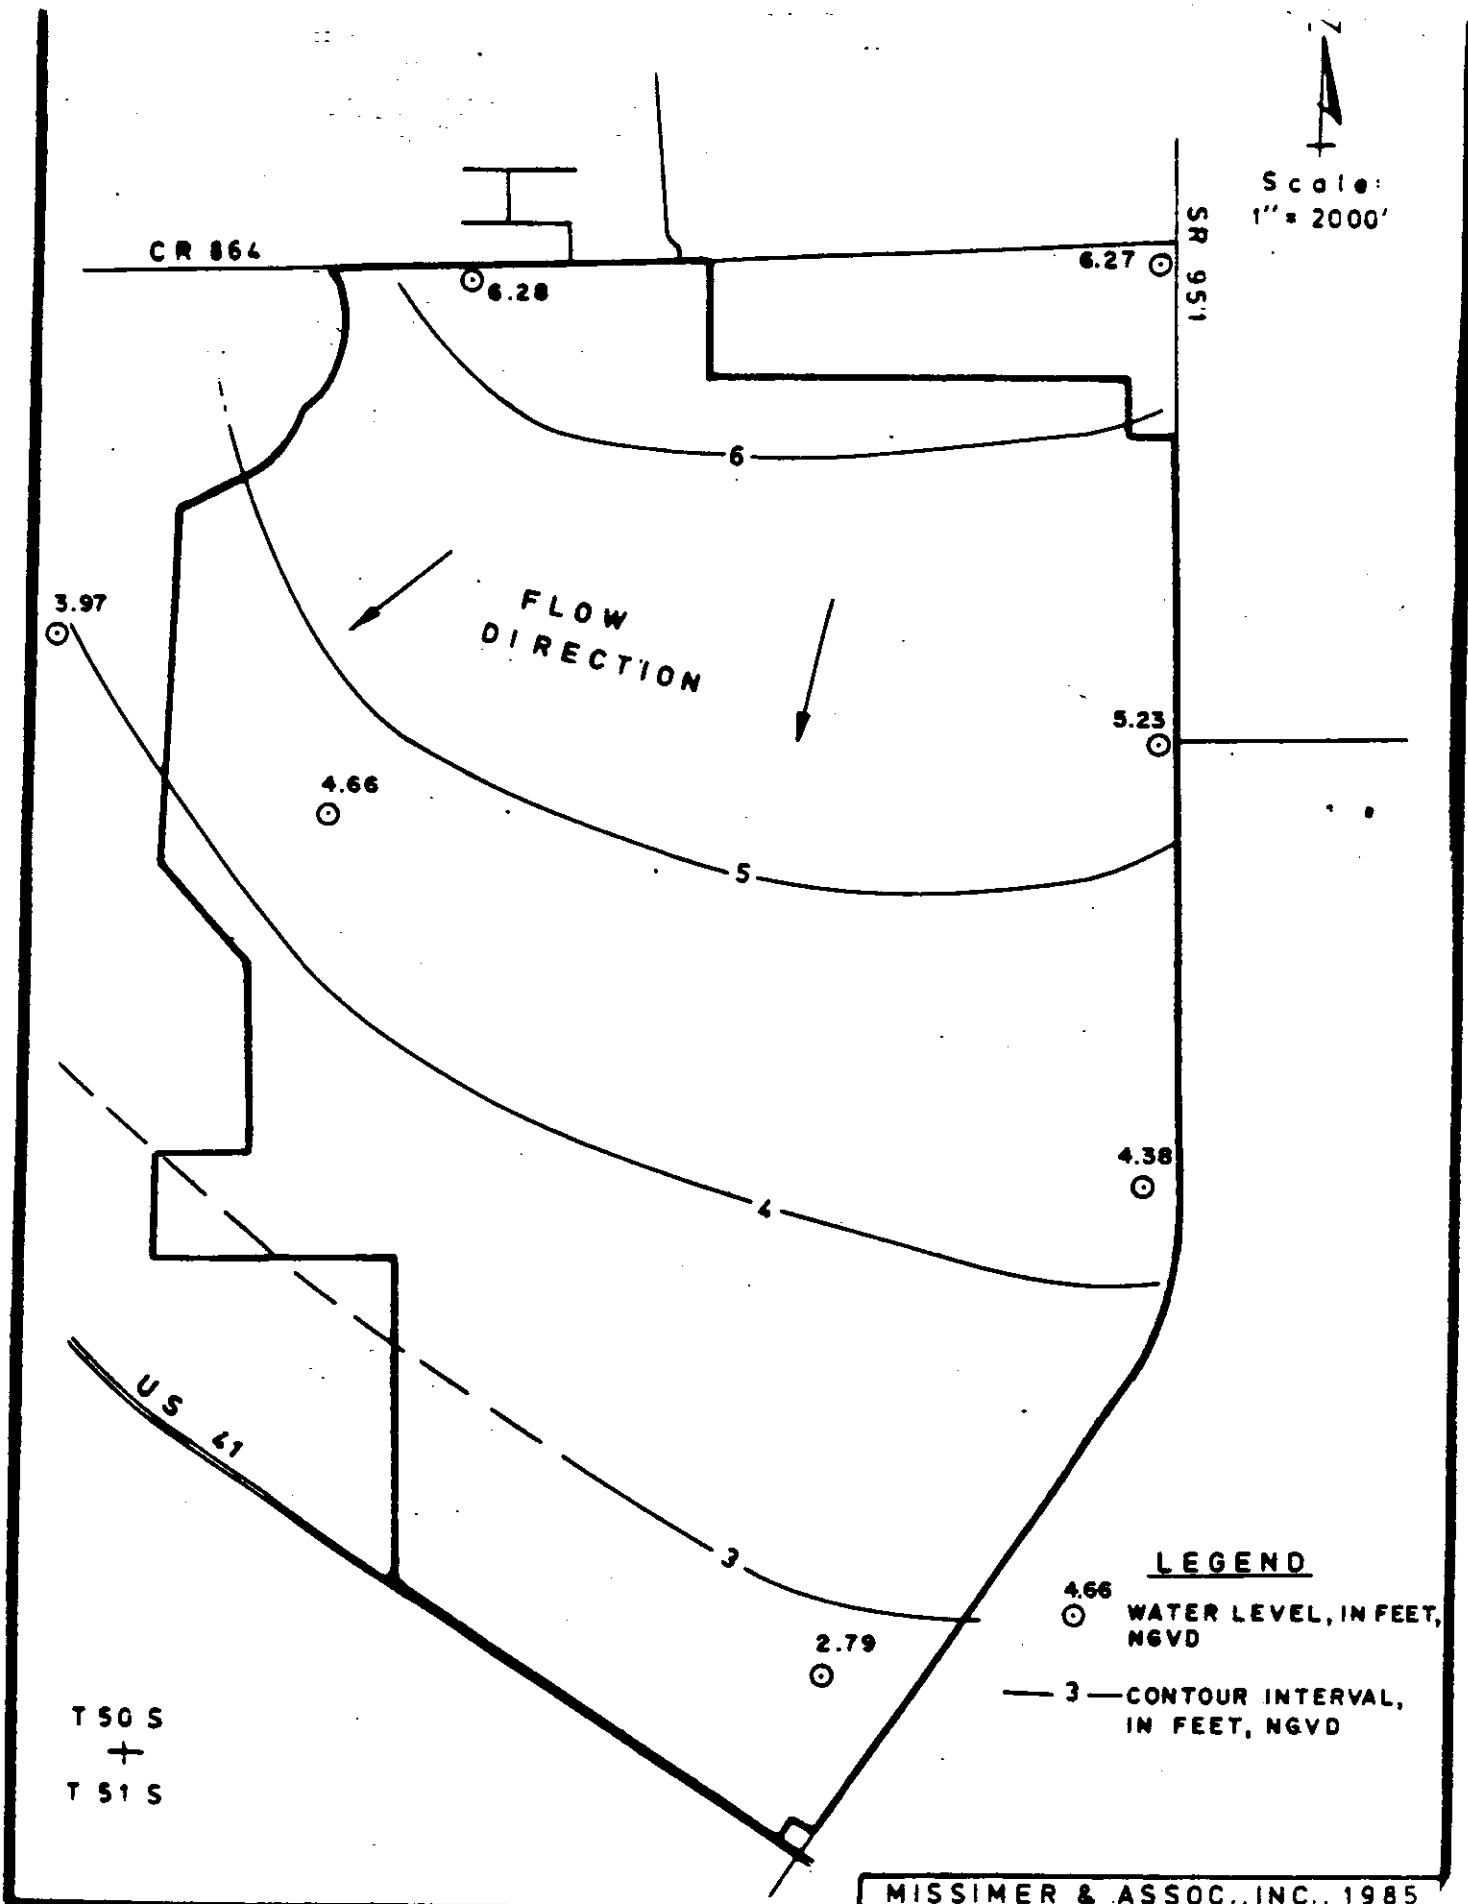 N
Scale:
1" = 2000'
CR 864
SR 951
6.27
6.28
6
3.97
FLOW
DIRECTION
5.23
4.66
5
4.38
4
US 41
3
LEGEND
4.66
WATER LEVEL, IN FEET,
NGVD
2.79
3
CONTOUR INTERVAL,
IN FEET, NGVD
T 50 S
T 51 S
MISSIMER & ASSOC., INC., 1985